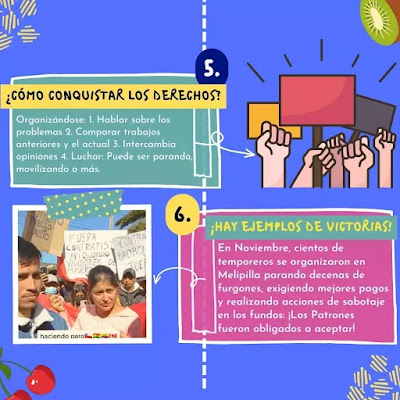 5.
¿CÓMO CONQUISTAR LOS DERECHOS?
Organizándose: 1. Hablar sobre los
problemas 2. Comparar trabajos
anteriores y el actual 3. Intercambia
opiniones 4. Luchar: Puede ser parando,
movilizando o más.
6.
¡HAY EJEMPLOS DE VICTORIAS!
En Noviembre, cientos de
temporeros se organizaron en
Melipilla parando decenas de
furgones, exigiendo mejores pagos
y realizando acciones de sabotaje
en los fundos: ¡Los Patrones
fueron obligados a aceptar!
FUERA
CONTRATIS
haciendo paro